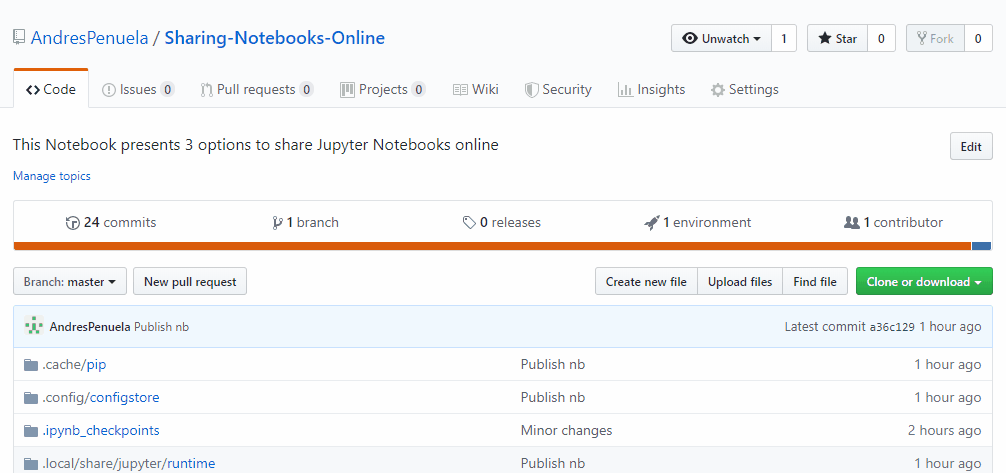 AndresPenuela / Sharing-Notebooks-Online Unwatch 1 Star 0 Fork 0
Code Issues 0 Pull requests 0 Projects 0 Wiki Security Insights Settings
This Notebook presents 3 options to share Jupyter Notebooks online Edit
Manage topics
24 commits 1 branch 0 releases 1 environment 1 contributor
Branch: master New pull request Create new file Upload files Find file Clone or download
AndresPenuela Publish nb Latest commit a36c129 1 hour ago
.cache/pip Publish nb 1 hour ago
.config/configstore Publish nb 1 hour ago
.ipynb_checkpoints Minor changes 2 hours ago
.local/share/jupyter/runtime Publish nb 1 hour ago